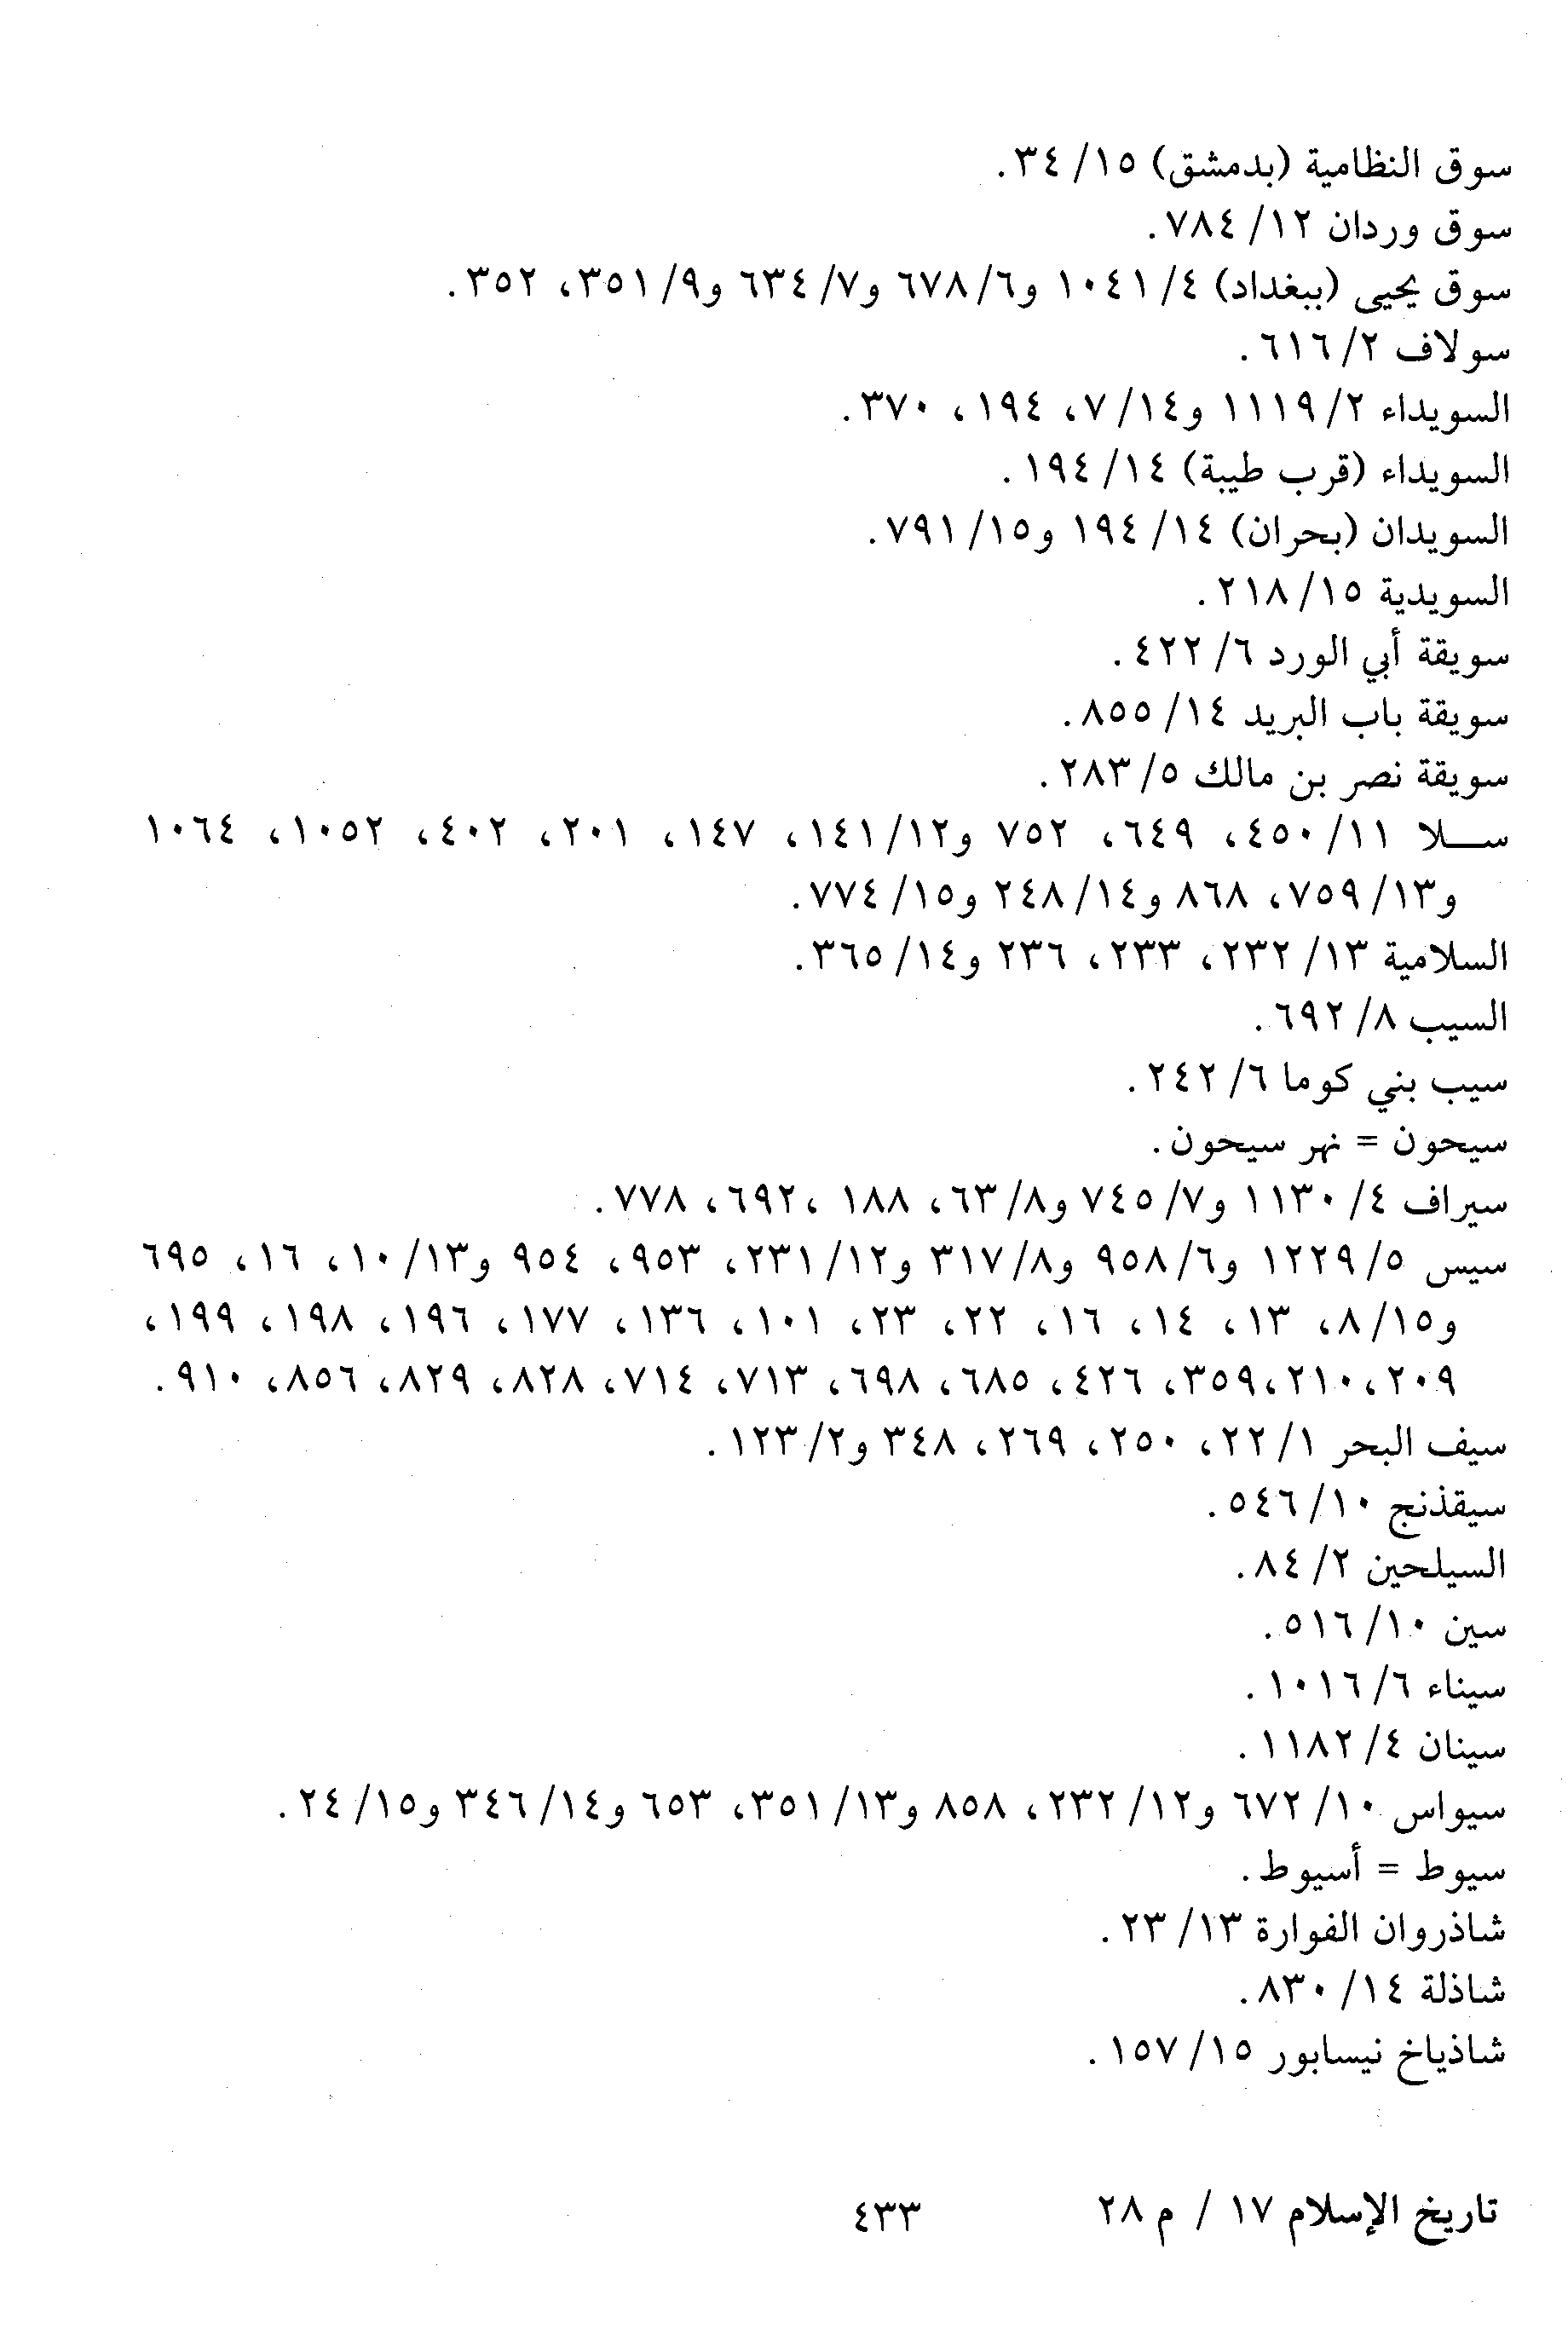 سوق النظامية (بدمشق) ١٥/ ٣٤.
سوق وردان ١٢/ ٧٨٤.
سوق يحيى (ببغداد) ٤/ ١٠٤١ و٦/ ٦٧٨ و٧/ ٦٣٤ و٩/ ٣٥١، ٣٥٢.
سولاف ٢/ ٦١٦.
السويداء ٢/ ١١١٩ و١٤/ ٧، ١٩٤، ٣٧٠.
السويداء (قرب طيبة) ١٤/ ١٩٤.
السويدان (بحران) ١٤/ ١٩٤ و١٥/ ٧٩١.
السويدية ١٥/ ٢١٨.
سويقة أبي الورد ٦/ ٤٢٢.
سويقة باب البريد ١٤/ ٨٥٥.
سويقة نصر بن مالك ٥/ ٢٨٣.
ســلا ١١/ ٤٥٠، ٦٤٩، ٧٥٢ و١٢/ ١٤١، ١٤٧، ٢٠١، ٤٠٢، ١٠٥٢، ١٠٦٤
و١٣/ ٧٥٩، ٨٦٨ و١٤/ ٢٤٨ و١٥/ ٧٧٤.
السلامية ١٣/ ٢٣٢، ٢٣٣، ٢٣٦ و١٤/ ٣٦٥.
السيب ٨/ ٦٩٢.
سيب بني كوما ٦/ ٢٤٢.
سيحون = نهر سيحون.
سيراف ٤/ ١١٣٠ و٧/ ٧٤٥ و٨/ ٦٣، ١٨٨ ،٦٩٢، ٧٧٨.
سيس ٥/ ١٢٢٩ و٦/ ٩٥٨ و٨/ ٣١٧ و١٢/ ٢٣١، ٩٥٣، ٩٥٤ و١٣/ ١٠، ١٦، ٦٩٥
و١٥/ ٨، ١٣، ١٤، ١٦، ٢٢، ٢٣، ١٠١، ١٣٦، ١٧٧، ١٩٦، ١٩٨، ١٩٩،
٢٠٩،٢١٠،٣٥٩، ٤٢٦، ٦٨٥، ٦٩٨، ٧١٣، ٧١٤، ٨٢٨، ٨٢٩، ٨٥٦، ٩١٠.
سيف البحر ١/ ٢٢، ٢٥٠، ٢٦٩، ٣٤٨ و٢/ ١٢٣.
سيقذنج ١٠/ ٥٤٦.
السيلحين ٢/ ٨٤.
سين ١٠/ ٥١٦.
سيناء ٦/ ١٠١٦.
سينان ٤/ ١١٨٢.
سيواس ١٠/ ٦٧٢ و١٢/ ٢٣٢، ٨٥٨ و١٣/ ٣٥١، ٦٥٣ و١٤/ ٣٤٦ و١٥/ ٢٤.
سيوط = أسيوط.
شاذروان الفوارة ١٣/ ٢٣.
شاذلة ١٤/ ٨٣٠.
شاذياخ نيسابور ١٥/ ١٥٧.
تاريخ الإسلام ١٧ / م ٢٨ ٤٣٣